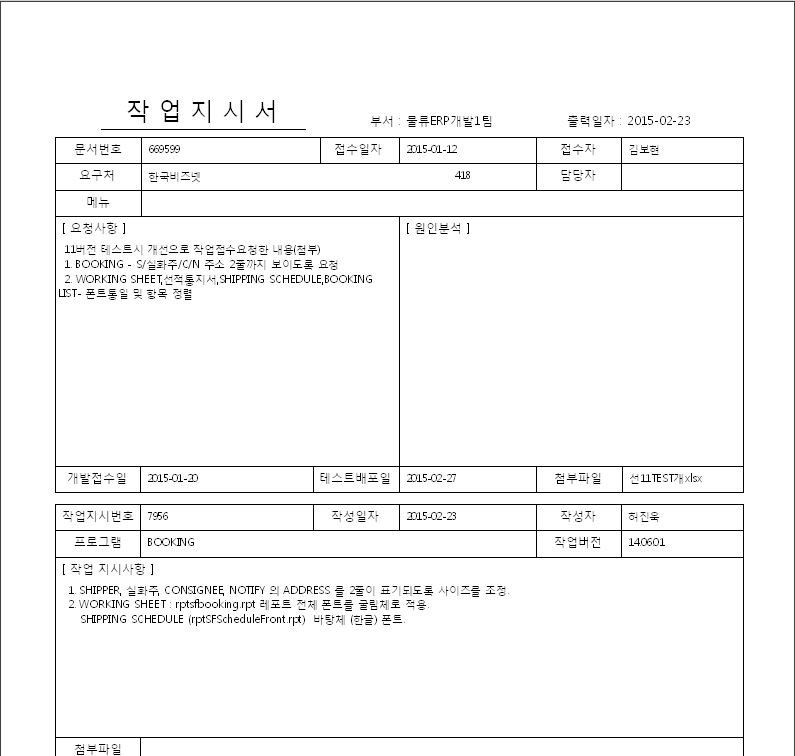 작 업 지 시 서
부서 : 물류ERP개발1팀 출력일자 : 2015-02-23
문서번호 669599 접수일자 2015-01-12 접수자 김보현
요구처 한국비즈넷 418 담당자
메뉴
[ 요청사항 ] [ 원인분석 ]
11버전 테스트시 개선으로 작업접수요청한 내용(첨부)
1. BOOKING - S/실화주/C/N 주소 2줄까지 보이도록 요청
2. WORKING SHEET,선적통지서,SHIPPING SCHEDULE,BOOKING
LIST- 폰트통일 및 항목 정렬
개발접수일 2015-01-20 테스트배포일 2015-02-27 첨부파일 선11TEST개.xlsx
작업지시번호 7956 작성일자 2015-02-23 작성자 허진욱
프로그램 BOOKING 작업버전 14.06.01
[ 작업 지시사항 ]
1. SHIPPER, 실화주, CONSIGNEE, NOTIFY 의 ADDRESS 를 2줄이 표기되도록 사이즈를 조정.
2. WORKING SHEET : rptsfbooking.rpt 레포트 전체 폰트를 굴림체로 적용.
SHIPPING SCHEDULE (rptSFScheduleFront.rpt) 바탕체 (한글) 폰트.
첨부파일